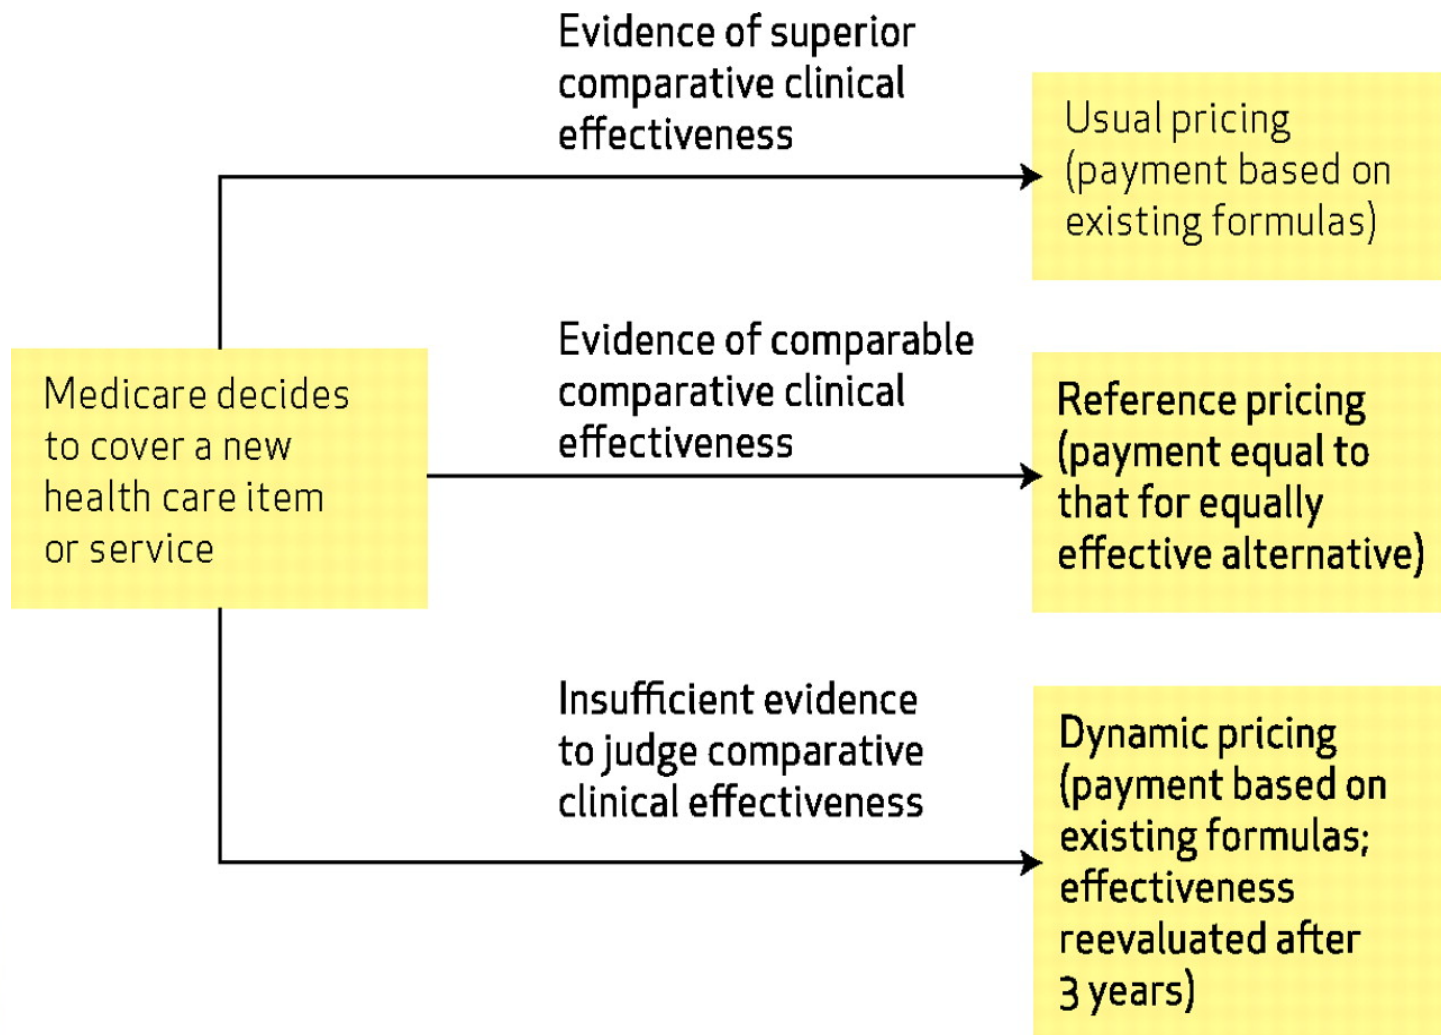 Evidence of superior
comparative clinical
effectiveness
Usual pricing
(payment based on
existing formulas)
Medicare decides
to cover a new
health care item
or service
Evidence of comparable
comparative clinical
effectiveness
Reference pricing
(payment equal to
that for equally
effective alternative)
Insufficient evidence
to judge comparative
clinical effectiveness
Dynamic pricing
(payment based on
existing formulas;
effectiveness
reevaluated after
3 years)